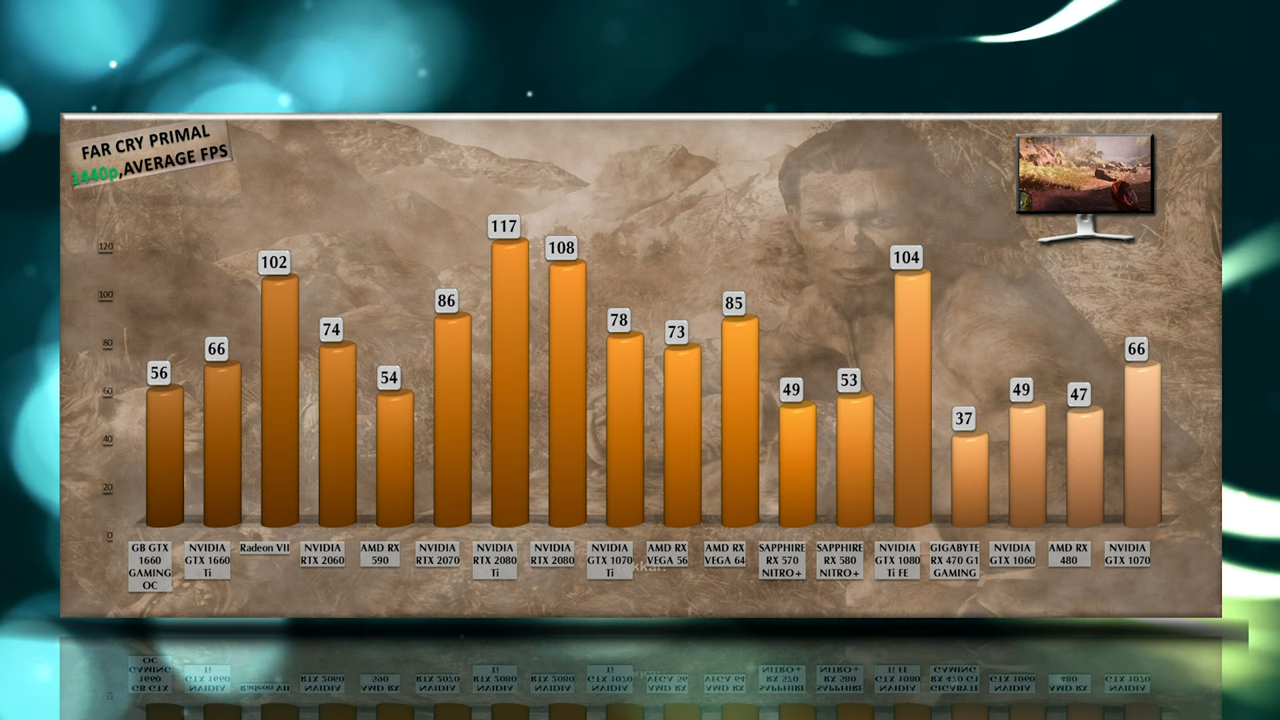 FAR CRY PRIMAL
1440p,AVERAGE FPS
120
100
80
60
40
20
0
56
66
102
74
54
86
117
108
78
73
85
49
53
104
37
49
47
66
GB GTX
1660
GAMING
OC
NVIDIA
GTX 1660
Ti
Radeon VII
NVIDIA
RTX 2060
AMD RX
590
NVIDIA
RTX 2070
NVIDIA
RTX 2080
Ti
NVIDIA
RTX 2080
NVIDIA
GTX 1070
Ti
AMD RX
VEGA 56
AMD RX
VEGA 64
SAPPHIRE
RX 570
NITRO+
SAPPHIRE
RX 580
NITRO+
NVIDIA
GTX 1080
Ti FE
GIGABYTE
RX 470 G1
GAMING
NVIDIA
GTX 1060
AMD RX
480
NVIDIA
GTX 1070